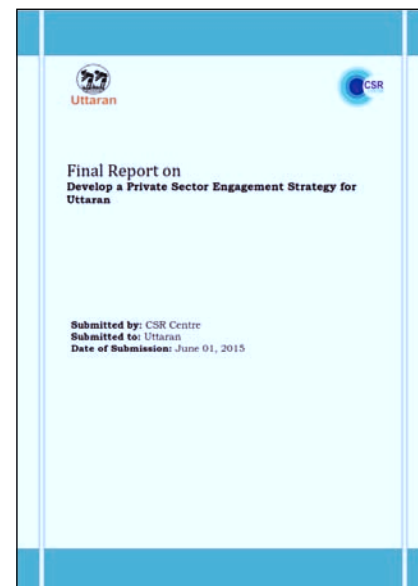 Uttaran
CSR
Final Report on
Develop a Private Sector Engagement Strategy for
Uttaran
Submitted by: CSR Centre
Submitted to: Uttaran
Date of Submission: June 01, 2015